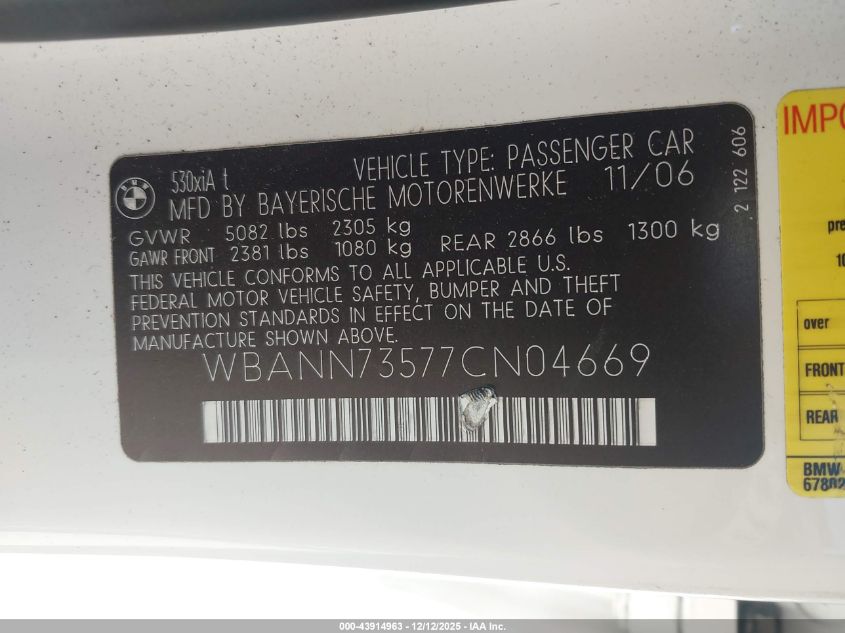 BMW
530xiA t
VEHICLE TYPE: PASSENGER CAR
MFD BY BAYERISCHE MOTORENWERKE 11/06
GVWR 5082 lbs 2305 kg
GAWR FRONT 2381 lbs 1080 kg REAR 2866 lbs 1300 kg
THIS VEHICLE CONFORMS TO ALL APPLICABLE U.S.
FEDERAL MOTOR VEHICLE SAFETY, BUMPER AND THEFT
PREVENTION STANDARDS IN EFFECT ON THE DATE OF
MANUFACTURE SHOWN ABOVE.
WBANN73577CN04669
2 122 606
over
FRONT
REAR
BMW
000-43914963 - 12/12/2025 - IAA Inc.